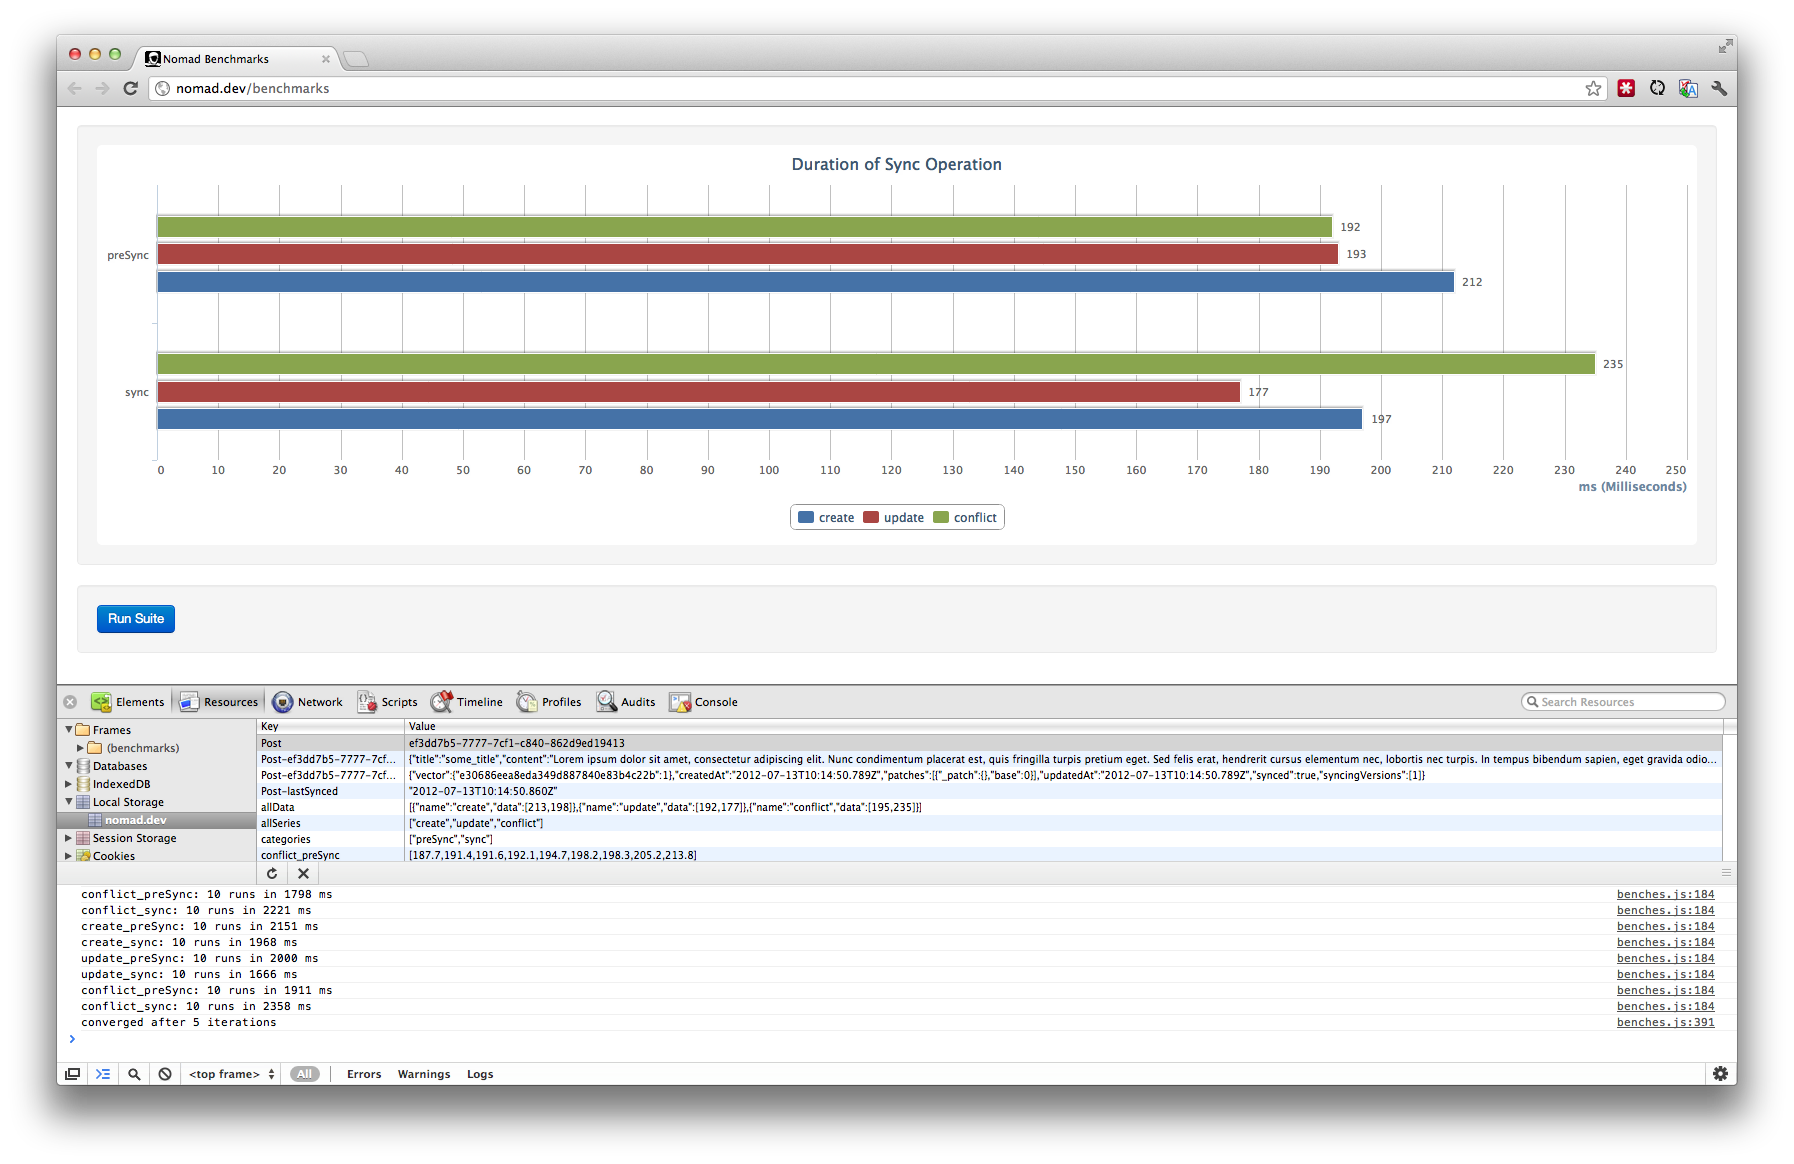 Nomad Benchmarks
nomad.dev/benchmarks
Duration of Sync Operation
192
preSync
193
212
235
sync
177
197
0 10 20 30 40 50 60 70 80 90 100 110 120 130 140 150 160 170 180 190 200 210 220 230 240 250
ms (Milliseconds)
create update conflict
Run Suite
Elements Resources Network Scripts Timeline Profiles Audits Console Search Resources
Frames
(benchmarks)
Databases
IndexedDB
Local Storage
nomad.dev
Session Storage
Cookies
Key Value
Post ef3dd7b5-7777-7cf1-c840-862d9ed19413
Post-ef3dd7b5-7777-7cf... {"title":"some_title","content":"Lorem ipsum dolor sit amet, consectetur adipiscing elit. Nunc condimentum placerat est, quis fringilla turpis pretium eget. Sed felis erat, hendrerit cursus elementum nec, lobortis nec turpis. In tempus bibendum sapien, eget gravida odio...
Post-ef3dd7b5-7777-7cf... {"vector":{"e30686eea8eda349d887840e83b4c22b":1},"createdAt":"2012-07-13T10:14:50.789Z","patches":[{"_patch":{},"base":0}],"updatedAt":"2012-07-13T10:14:50.789Z","synced":true,"syncingVersions":[1]}
Post-lastSynced "2012-07-13T10:14:50.860Z"
allData [{"name":"create","data":[213,198]},{"name":"update","data":[192,177]},{"name":"conflict","data":[195,235]}]
allSeries ["create","update","conflict"]
categories ["preSync","sync"]
conflict_preSync [187.7,191.4,191.6,192.1,194.7,198.2,198.3,205.2,213.8]
conflict_preSync: 10 runs in 1798 ms benches.js:184
conflict_sync: 10 runs in 2221 ms benches.js:184
create_preSync: 10 runs in 2151 ms benches.js:184
create_sync: 10 runs in 1968 ms benches.js:184
update_preSync: 10 runs in 2000 ms benches.js:184
update_sync: 10 runs in 1666 ms benches.js:184
conflict_preSync: 10 runs in 1911 ms benches.js:184
conflict_sync: 10 runs in 2358 ms benches.js:184
converged after 5 iterations benches.js:391
<top frame> All Errors Warnings Logs